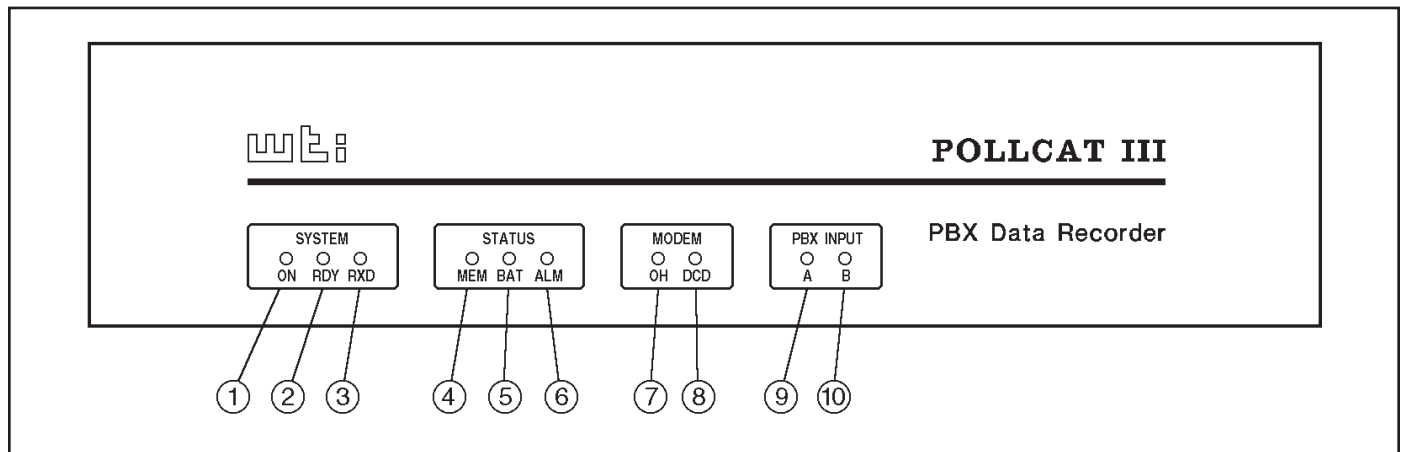 wti
POLLCAT III
PBX Data Recorder
SYSTEM
ON RDY RXD
STATUS
MEM BAT ALM
MODEM
OH DCD
PBX INPUT
A B
1 2 3 4 5 6 7 8 9 10